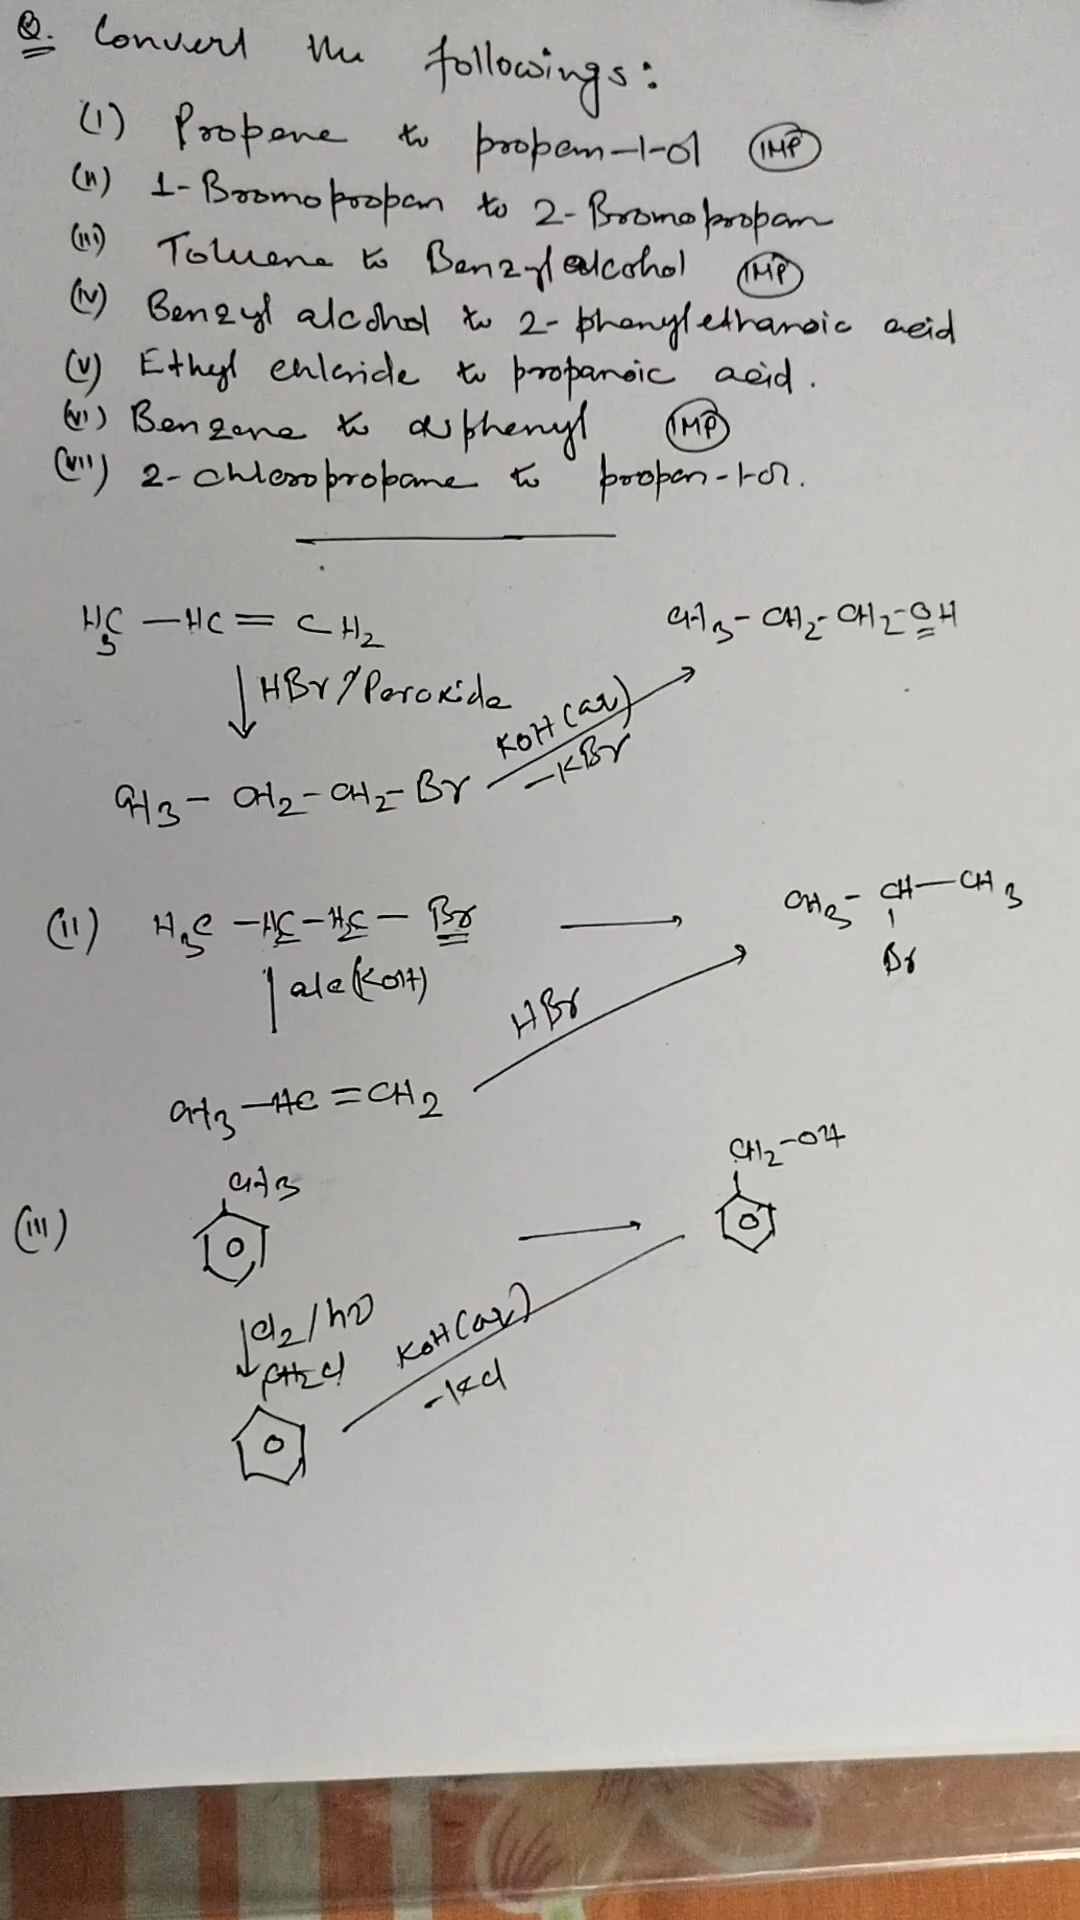 Q. Convert the followings:
(i) Propene to propan-1-ol (IMP)
(ii) 1-Bromopropan to 2-Bromopropan
(iii) Toluene to Benzyl alcohol (IMP)
(iv) Benzyl alcohol to 2-phenylethanoic acid
(v) Ethyl chloride to propanoic acid.
(vi) Benzene to diphenyl (IMP)
(vii) 2-chloropropane to propan-1-ol.
H3C—HC=CH2 CH3-CH2-CH2-OH
↓HBr/Peroxide
KOH(aq)
-KBr
CH3-CH2-CH2-Br
(ii) H3C-H2C-H2C-Br → CH3-CH-CH3
Br
alc(KOH)
HBr
CH3-HC=CH2
CH2-OH
CH3
(iii) →
Cl2/hν
KOH(aq)
CH2Cl
-KCl